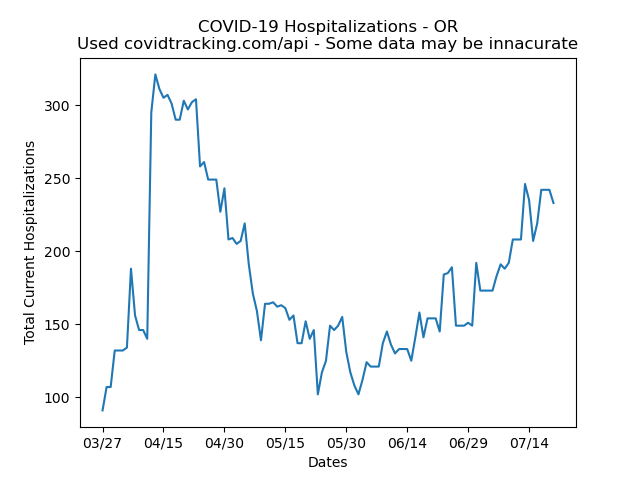 COVID-19 Hospitalizations - OR
Used covidtracking.com/api - Some data may be innacurate
Total Current Hospitalizations
300
250
200
150
100
03/27 04/15 04/30 05/15 05/30 06/14 06/29 07/14
Dates